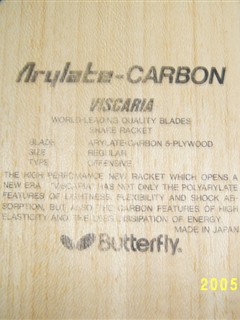 Arylate-CARBON
VISCARIA
WORLD-LEADING QUALITY BLADES
SHAKE RACKET
BLADE ARYLATE-CARBON 5-PLYWOOD
SIZE REGULAR
TYPE OFFENSIVE
THE HIGH PERFORMANCE NEW RACKET WHICH OPENS A
NEW ERA. "VISCARIA" HAS NOT ONLY THE POLYARYLATE
FEATURES OF LIGHTNESS, FLEXIBILITY AND SHOCK AB-
SORPTION, BUT ALSO THE CARBON FEATURES OF HIGH
ELASTICITY AND THE LESS DISSIPATION OF ENERGY.
MADE IN JAPAN
Butterfly
2005